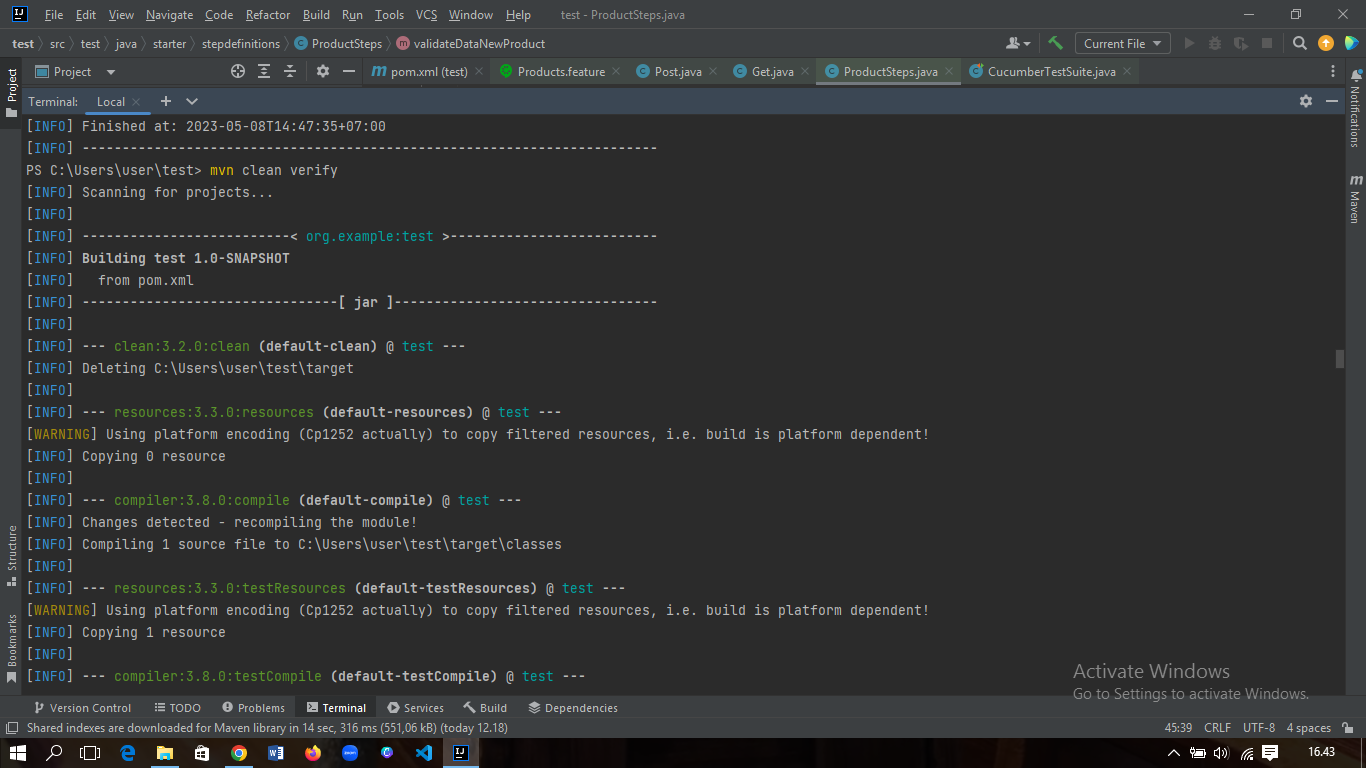 File Edit View Navigate Code Refactor Build Run Tools VCS Window Help test - ProductSteps.java
test src test java starter stepdefinitions ProductSteps validateDataNewProduct Current File
Project pom.xml (test) Products.feature Post.java Get.java ProductSteps.java CucumberTestSuite.java
Project
Notifications
Maven
Structure
Bookmarks
Terminal: Local
[INFO] Finished at: 2023-05-08T14:47:35+07:00
[INFO] ------------------------------------------------------------------------
PS C:\Users\user\test> mvn clean verify
[INFO] Scanning for projects...
[INFO]
[INFO] --------------------------< org.example:test >--------------------------
[INFO] Building test 1.0-SNAPSHOT
[INFO]   from pom.xml
[INFO] --------------------------------[ jar ]---------------------------------
[INFO]
[INFO] --- clean:3.2.0:clean (default-clean) @ test ---
[INFO] Deleting C:\Users\user\test\target
[INFO]
[INFO] --- resources:3.3.0:resources (default-resources) @ test ---
[WARNING] Using platform encoding (Cp1252 actually) to copy filtered resources, i.e. build is platform dependent!
[INFO] Copying 0 resource
[INFO]
[INFO] --- compiler:3.8.0:compile (default-compile) @ test ---
[INFO] Changes detected - recompiling the module!
[INFO] Compiling 1 source file to C:\Users\user\test\target\classes
[INFO]
[INFO] --- resources:3.3.0:testResources (default-testResources) @ test ---
[WARNING] Using platform encoding (Cp1252 actually) to copy filtered resources, i.e. build is platform dependent!
[INFO] Copying 1 resource
[INFO]
[INFO] --- compiler:3.8.0:testCompile (default-testCompile) @ test ---
Activate Windows
Go to Settings to activate Windows.
Version Control TODO Problems Terminal Services Build Dependencies
Shared indexes are downloaded for Maven library in 14 sec, 316 ms (551,06 kB) (today 12.18) 45:39 CRLF UTF-8 4 spaces
16.43